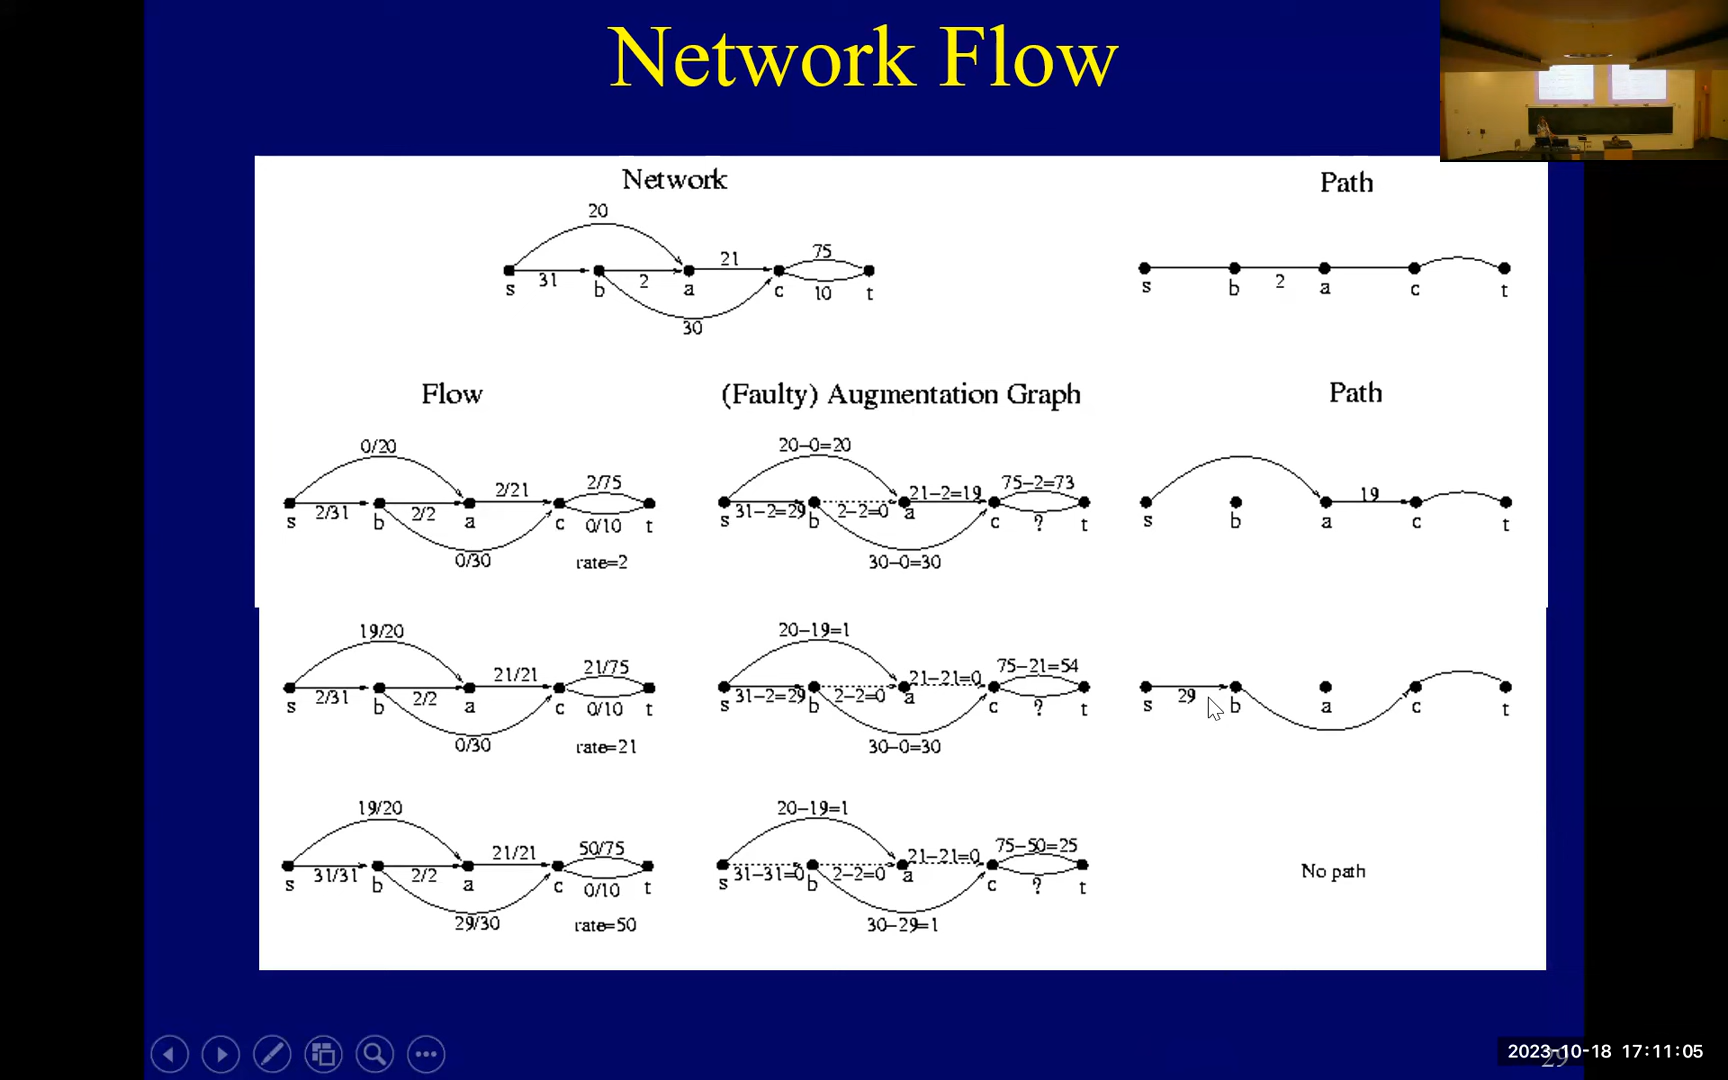 Network Flow
Network
Path
20
31
2
21
75
10
30
s b a c t
2
s b a c t
Flow
(Faulty) Augmentation Graph
Path
0/20
2/31
2/2
2/21
2/75
0/10
0/30
s b a c t
rate=2
20-0=20
31-2=29
2-2=0
21-2=19
75-2=73
?
30-0=30
s b a c t
19
s b a c t
19/20
2/31
2/2
21/21
21/75
0/10
0/30
s b a c t
rate=21
20-19=1
31-2=29
2-2=0
21-21=0
75-21=54
?
30-0=30
s b a c t
29
s b a c t
19/20
31/31
2/2
21/21
50/75
0/10
29/30
s b a c t
rate=50
20-19=1
31-31=0
2-2=0
21-21=0
75-50=25
?
30-29=1
s b a c t
No path
2023-10-18 17:11:05
29